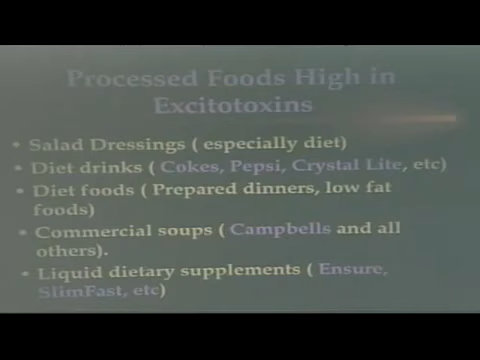 Processed Foods High in
Excitotoxins
• Salad Dressings ( especially diet)
• Diet drinks ( Cokes, Pepsi, Crystal Lite, etc)
• Diet foods ( Prepared dinners, low fat
foods)
• Commercial soups ( Campbells and all
others).
• Liquid dietary supplements ( Ensure,
SlimFast, etc)